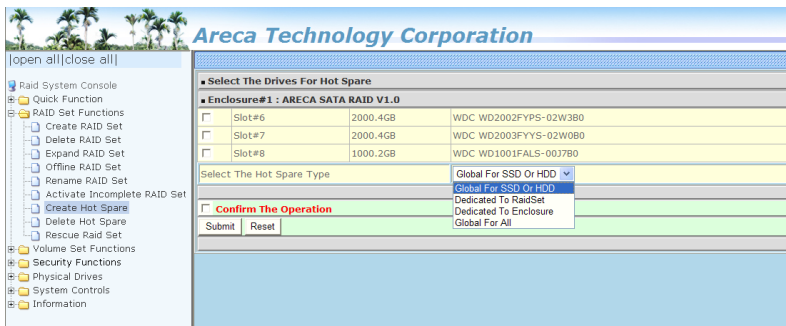 Areca Technology Corporation
|open all|close all|
Raid System Console
Quick Function
RAID Set Functions
Create RAID Set
Delete RAID Set
Expand RAID Set
Offline RAID Set
Rename RAID Set
Activate Incomplete RAID Set
Create Hot Spare
Delete Hot Spare
Rescue Raid Set
Volume Set Functions
Security Functions
Physical Drives
System Controls
Information
Select The Drives For Hot Spare
Enclosure#1 : ARECA SATA RAID V1.0
Slot#6 2000.4GB WDC WD2002FYPS-02W3B0
Slot#7 2000.4GB WDC WD2003FYYS-02W0B0
Slot#8 1000.2GB WDC WD1001FALS-00J7B0
Select The Hot Spare Type Global For SSD Or HDD
Global For SSD Or HDD
Dedicated To RaidSet
Dedicated To Enclosure
Global For All
Confirm The Operation
Submit Reset